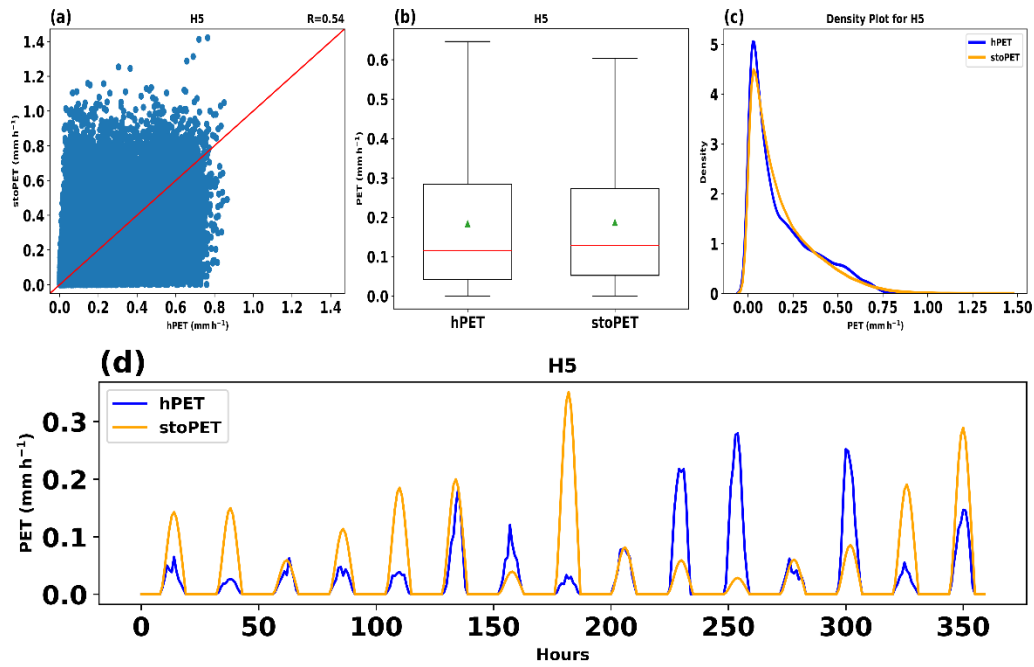 (a) H5 R=0.54
1.4
1.2
1.0
0.8
0.6
0.4
0.2
0.0
stoPET (mm h⁻¹)
0.0 0.2 0.4 0.6 0.8 1.0 1.2 1.4
hPET (mm h⁻¹)
(b) H5
0.6
0.5
0.4
0.3
0.2
0.1
0.0
PET (mm h⁻¹)
hPET stoPET
(c) Density Plot for H5
hPET
stoPET
5
4
3
2
1
0
Density
0.00 0.25 0.50 0.75 1.00 1.25 1.50
PET (mm h⁻¹)
(d) H5
hPET
stoPET
0.3
0.2
0.1
0.0
PET (mm h⁻¹)
0 50 100 150 200 250 300 350
Hours